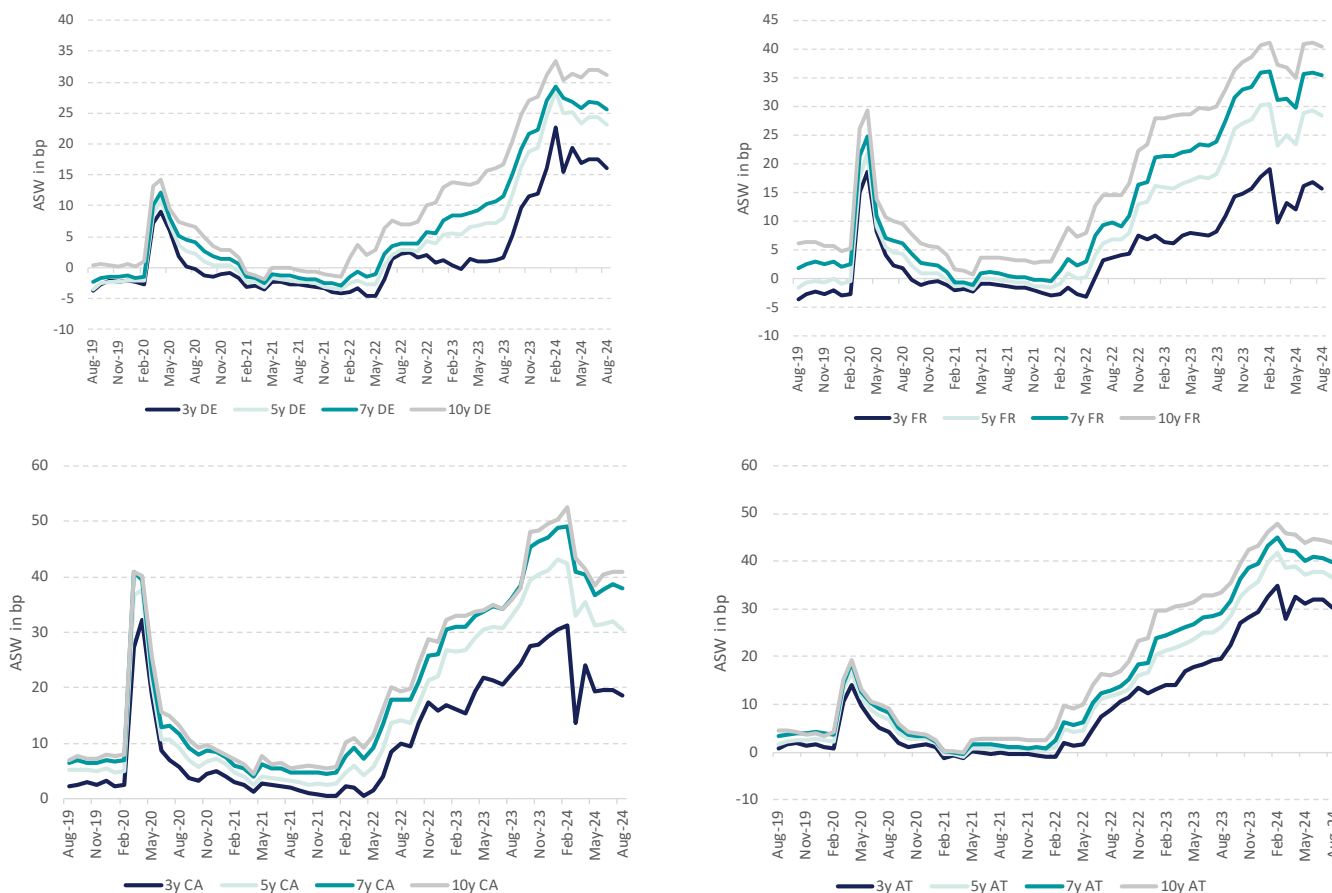 40
35
30
25
20
15
10
5
0
-5
-10
ASW in bp
Aug-19
Nov-19
Feb-20
May-20
Aug-20
Nov-20
Feb-21
May-21
Aug-21
Nov-21
Feb-22
May-22
Aug-22
Nov-22
Feb-23
May-23
Aug-23
Nov-23
Feb-24
May-24
Aug-24
3y DE 5y DE 7y DE 10y DE
45
40
35
30
25
20
15
10
5
0
-5
-10
ASW in bp
Aug-19
Nov-19
Feb-20
May-20
Aug-20
Nov-20
Feb-21
May-21
Aug-21
Nov-21
Feb-22
May-22
Aug-22
Nov-22
Feb-23
May-23
Aug-23
Nov-23
Feb-24
May-24
Aug-24
3y FR 5y FR 7y FR 10y FR
60
50
40
30
20
10
0
ASW in bp
Aug-19
Nov-19
Feb-20
May-20
Aug-20
Nov-20
Feb-21
May-21
Aug-21
Nov-21
Feb-22
May-22
Aug-22
Nov-22
Feb-23
May-23
Aug-23
Nov-23
Feb-24
May-24
Aug-24
3y CA 5y CA 7y CA 10y CA
60
50
40
30
20
10
0
-10
ASW in bp
Aug-19
Nov-19
Feb-20
May-20
Aug-20
Nov-20
Feb-21
May-21
Aug-21
Nov-21
Feb-22
May-22
Aug-22
Nov-22
Feb-23
May-23
Aug-23
Nov-23
Feb-24
May-24
Aug-24
3y AT 5y AT 7y AT 10y AT